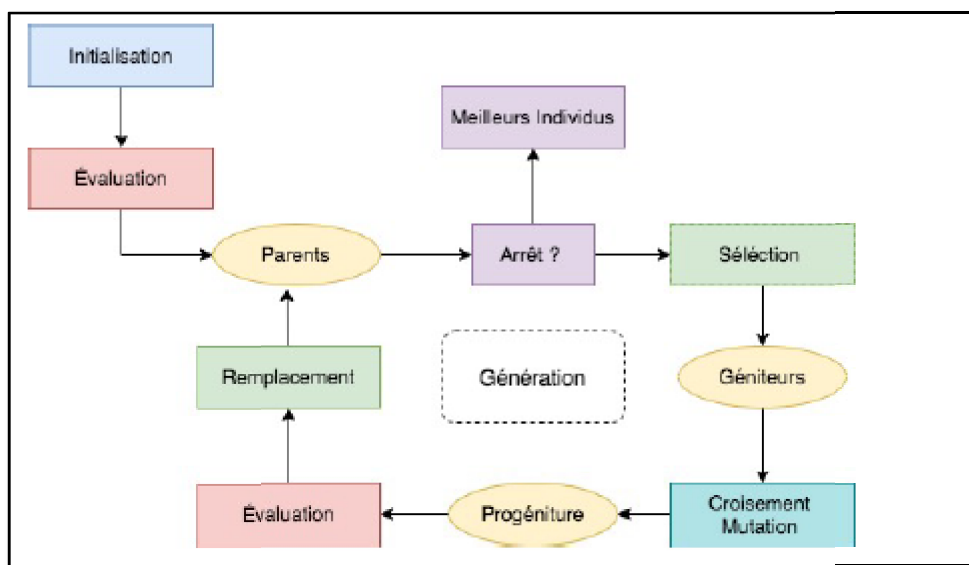 Initialisation
Meilleurs Individus
Évaluation
Parents
Arrêt ?
Séléction
Remplacement
Génération
Géniteurs
Évaluation
Progéniture
Croisement
Mutation